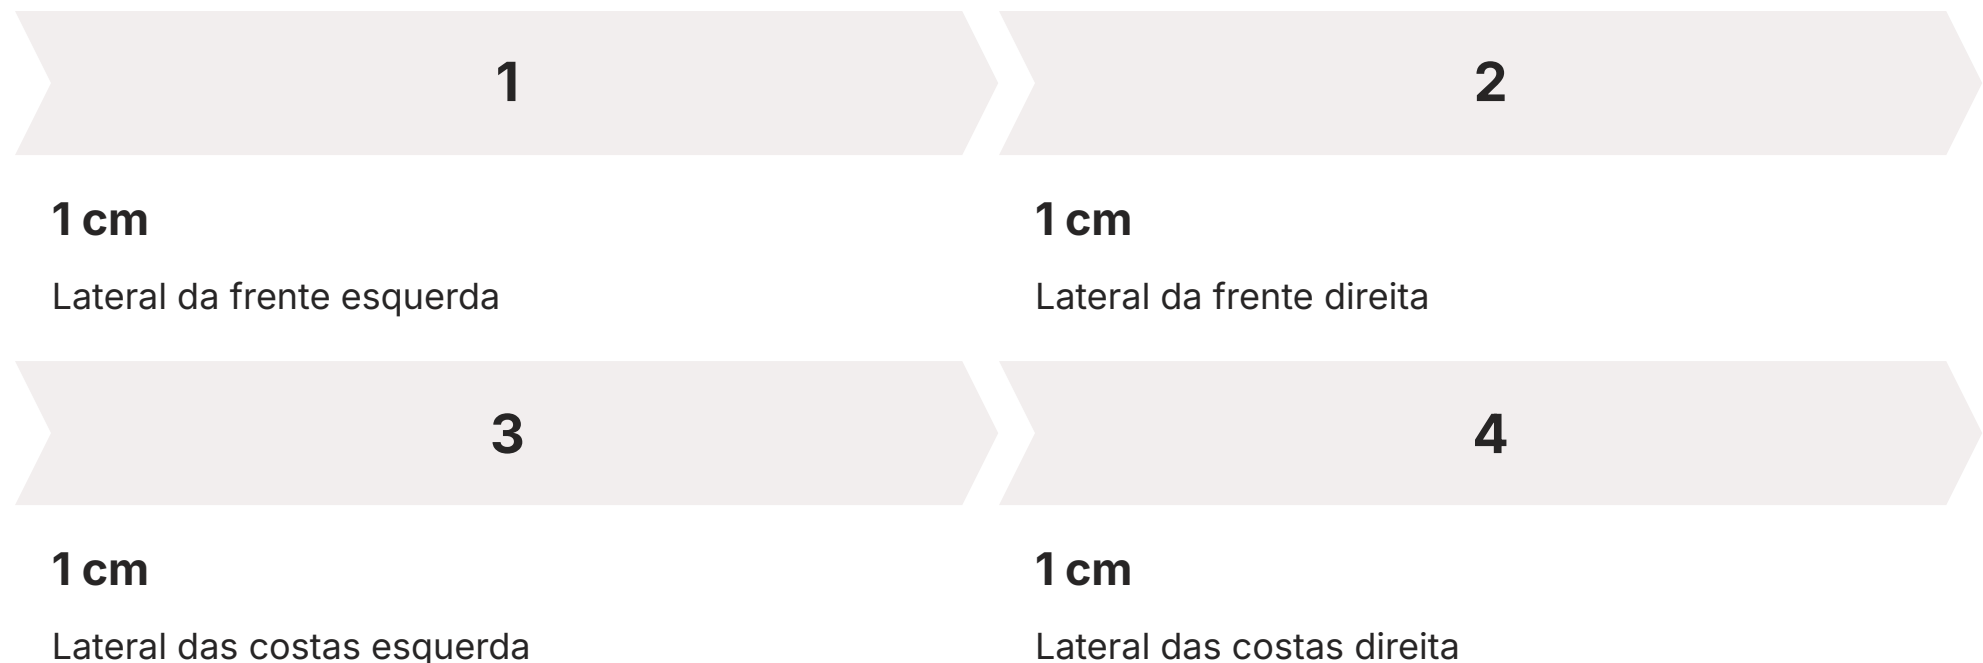 1
2
1 cm
Lateral da frente esquerda
1 cm
Lateral da frente direita
3
4
1 cm
Lateral das costas esquerda
1 cm
Lateral das costas direita